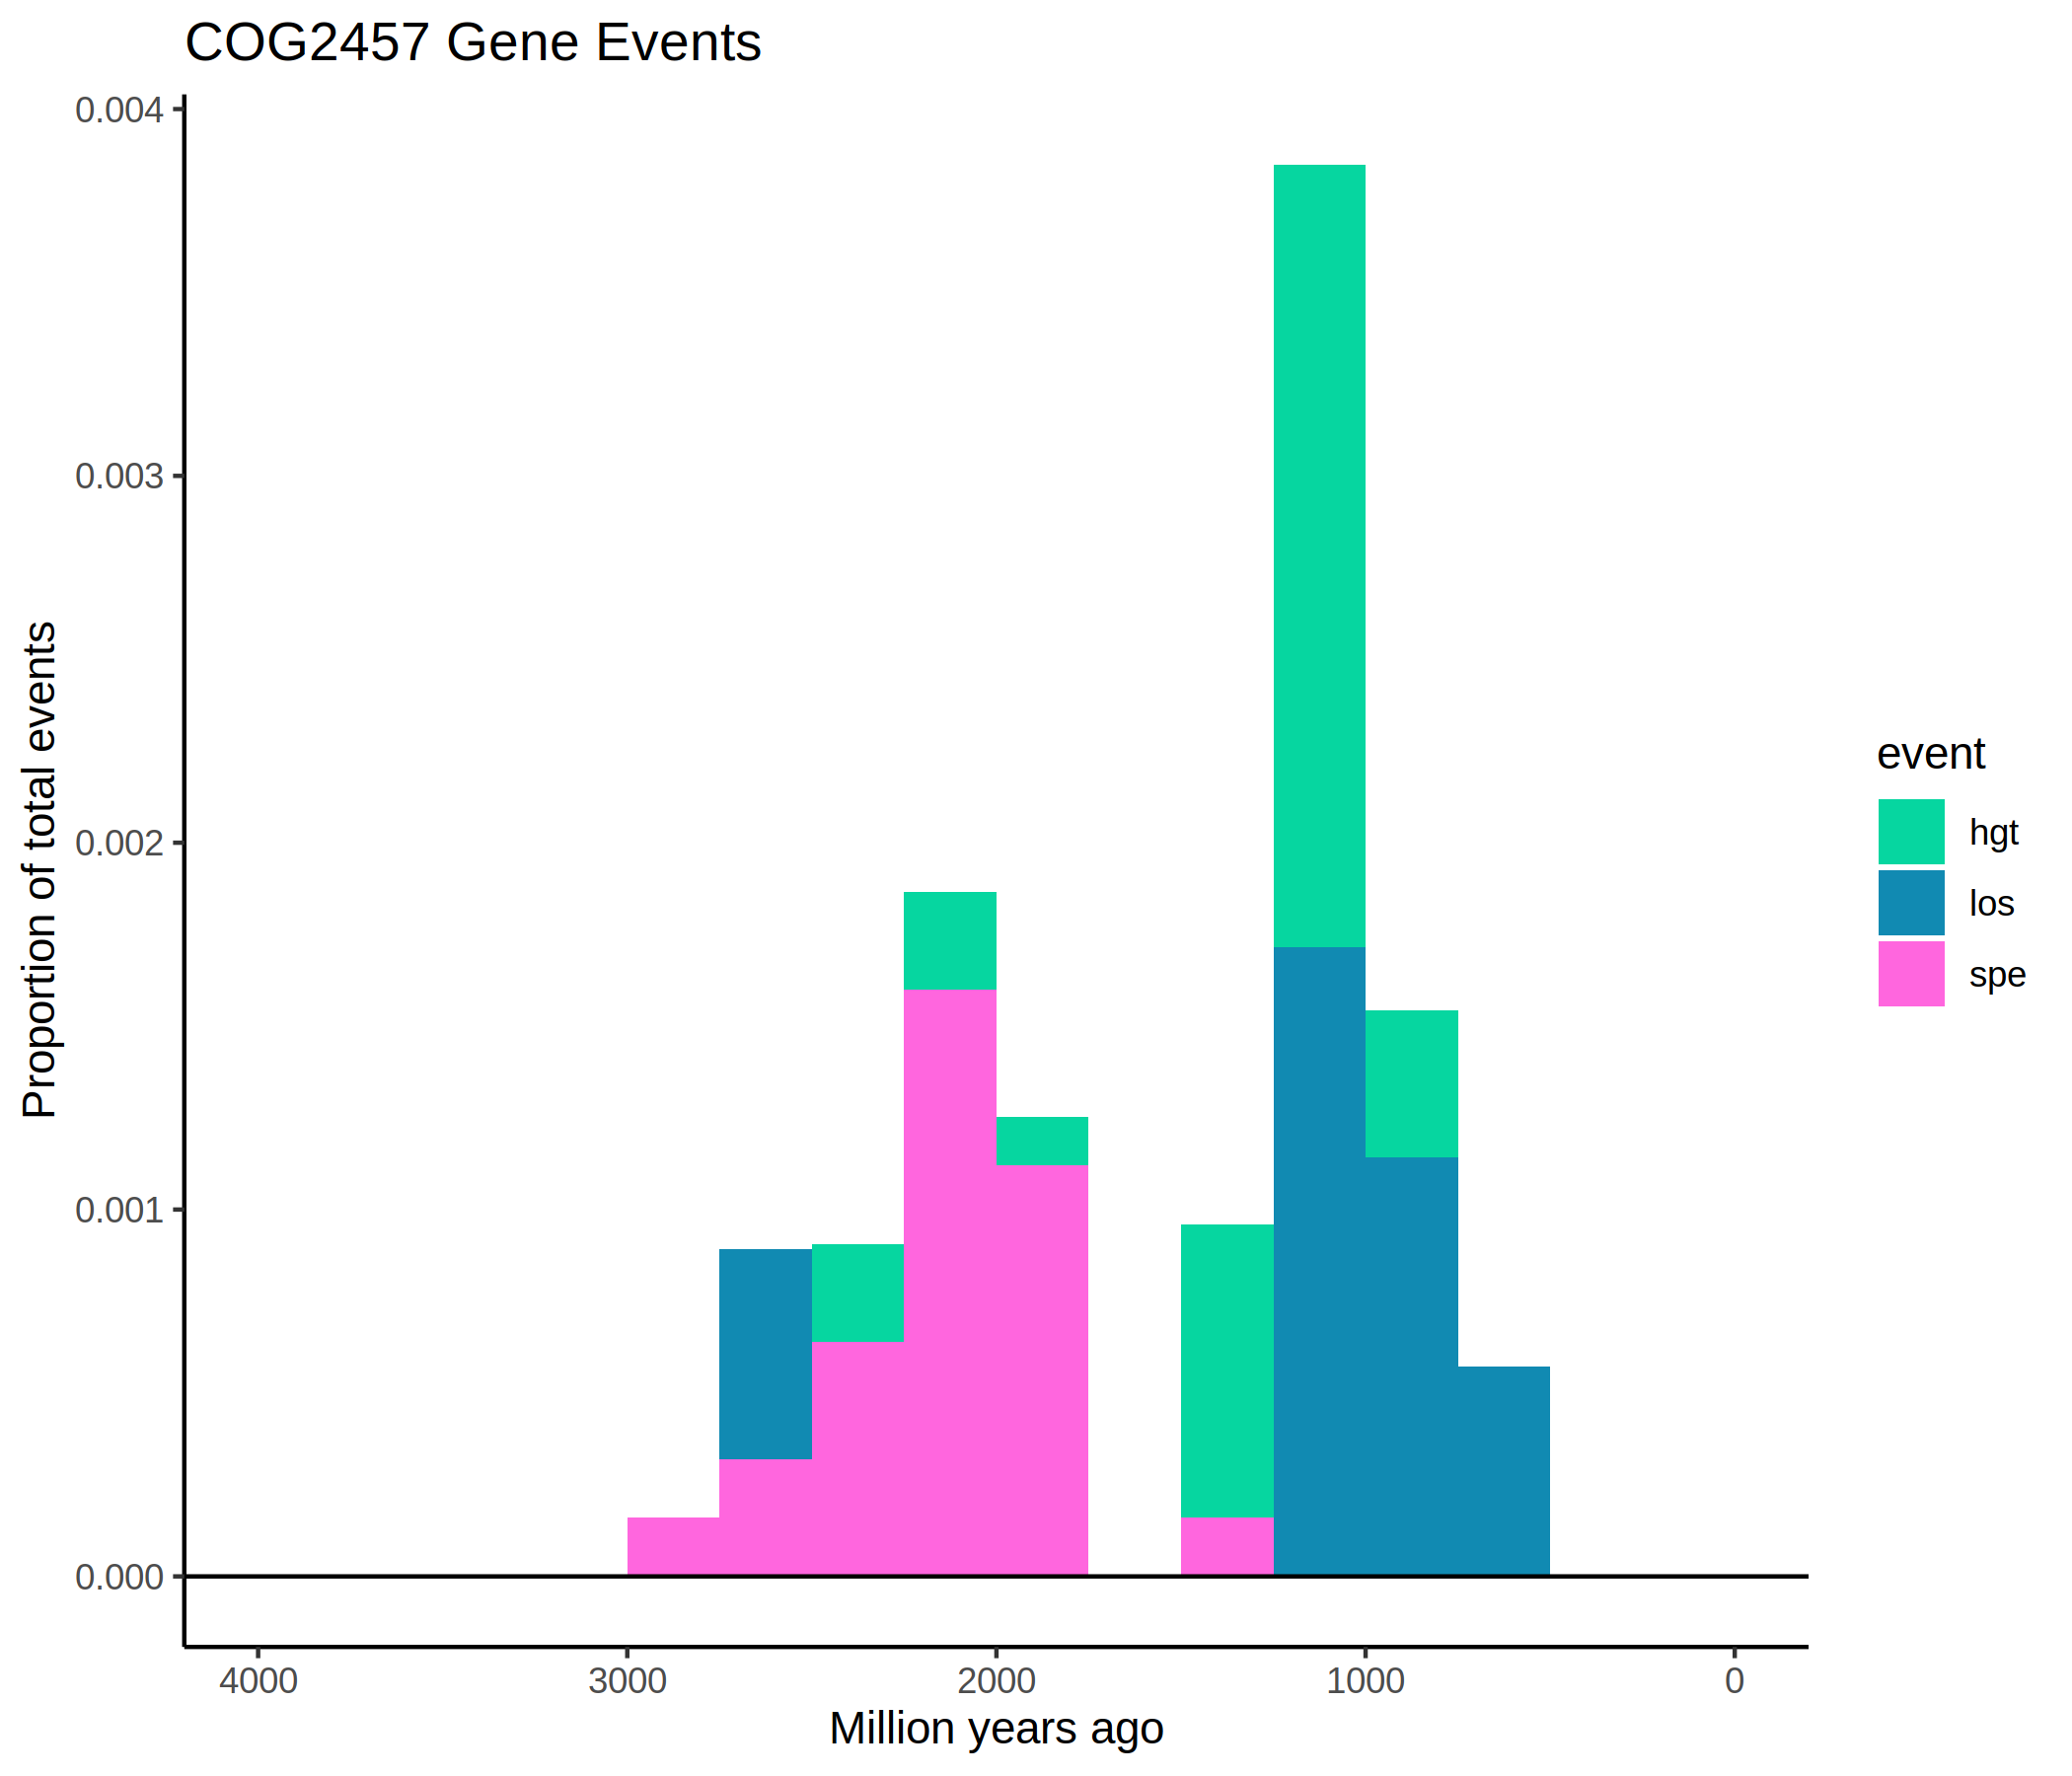 COG2457 Gene Events
0.004
0.003
0.002
0.001
0.000
Proportion of total events
4000 3000 2000 1000 0
Million years ago
event
hgt
los
spe